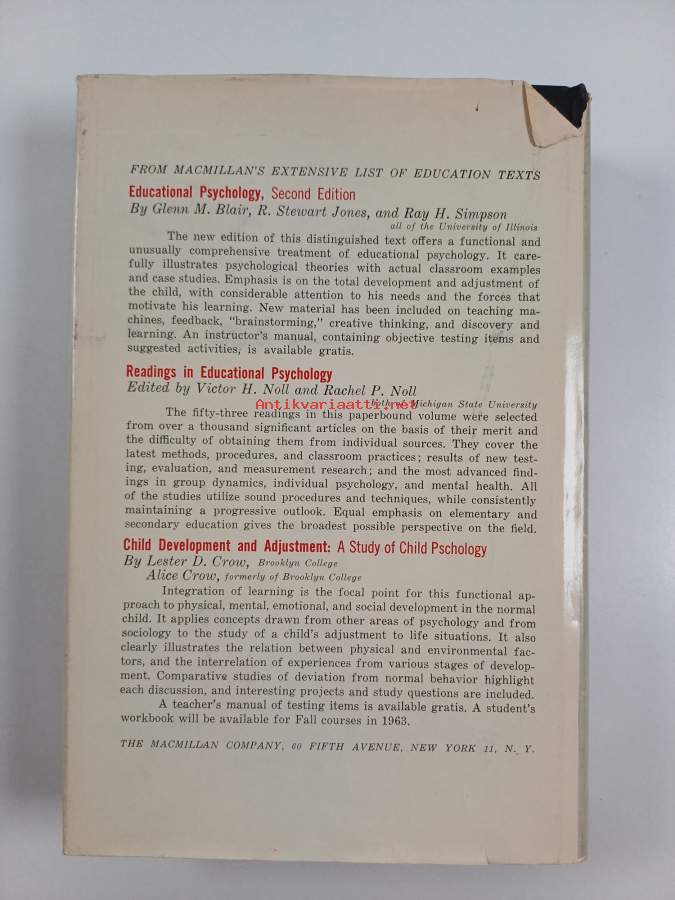 FROM MACMILLAN'S EXTENSIVE LIST OF EDUCATION TEXTS
Educational Psychology, Second Edition
By Glenn M. Blair, R. Stewart Jones, and Ray H. Simpson
all of the University of Illinois
The new edition of this distinguished text offers a functional and
unusually comprehensive treatment of educational psychology. It care-
fully illustrates psychological theories with actual classroom examples
and case studies. Emphasis is on the total development and adjustment of
the child, with considerable attention to his needs and the forces that
motivate his learning. New material has been included on teaching ma-
chines, feedback, "brainstorming," creative thinking, and discovery and
learning. An instructor's manual, containing objective testing items and
suggested activities, is available gratis.
Readings in Educational Psychology
Edited by Victor H. Noll and Rachel P. Noll
Antikvariaatti.net
Michigan State University
The fifty-three readings in this paperbound volume were selected
from over a thousand significant articles on the basis of their merit and
the difficulty of obtaining them from individual sources. They cover the
latest methods, procedures, and classroom practices; results of new test-
ing, evaluation, and measurement research; and the most advanced find-
ings in group dynamics, individual psychology, and mental health. All
of the studies utilize sound procedures and techniques, while consistently
maintaining a progressive outlook. Equal emphasis on elementary and
secondary education gives the broadest possible perspective on the field.
Child Development and Adjustment: A Study of Child Pschology
By Lester D. Crow, Brooklyn College
Alice Crow, formerly of Brooklyn College
Integration of learning is the focal point for this functional ap-
proach to physical, mental, emotional, and social development in the normal
child. It applies concepts drawn from other areas of psychology and from
sociology to the study of a child's adjustment to life situations. It also
clearly illustrates the relation between physical and environmental fac-
tors, and the interrelation of experiences from various stages of develop-
ment. Comparative studies of deviation from normal behavior highlight
each discussion, and interesting projects and study questions are included.
A teacher's manual of testing items is available gratis. A student's
workbook will be available for Fall courses in 1963.
THE MACMILLAN COMPANY, 60 FIFTH AVENUE, NEW YORK 11, N. Y.